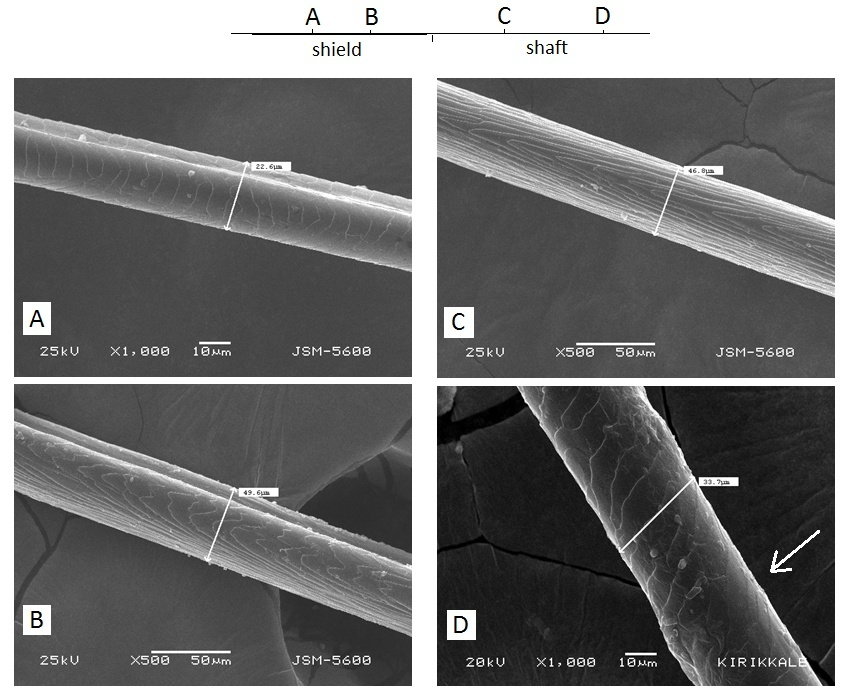 A B C D
shield shaft
22.6µm
A
25kV X1,000 10µm JSM-5600
46.8µm
C
25kV X500 50µm JSM-5600
49.6µm
B
25kV X500 50µm JSM-5600
33.7µm
D
20kV X1,000 10µm KIRIKKALE